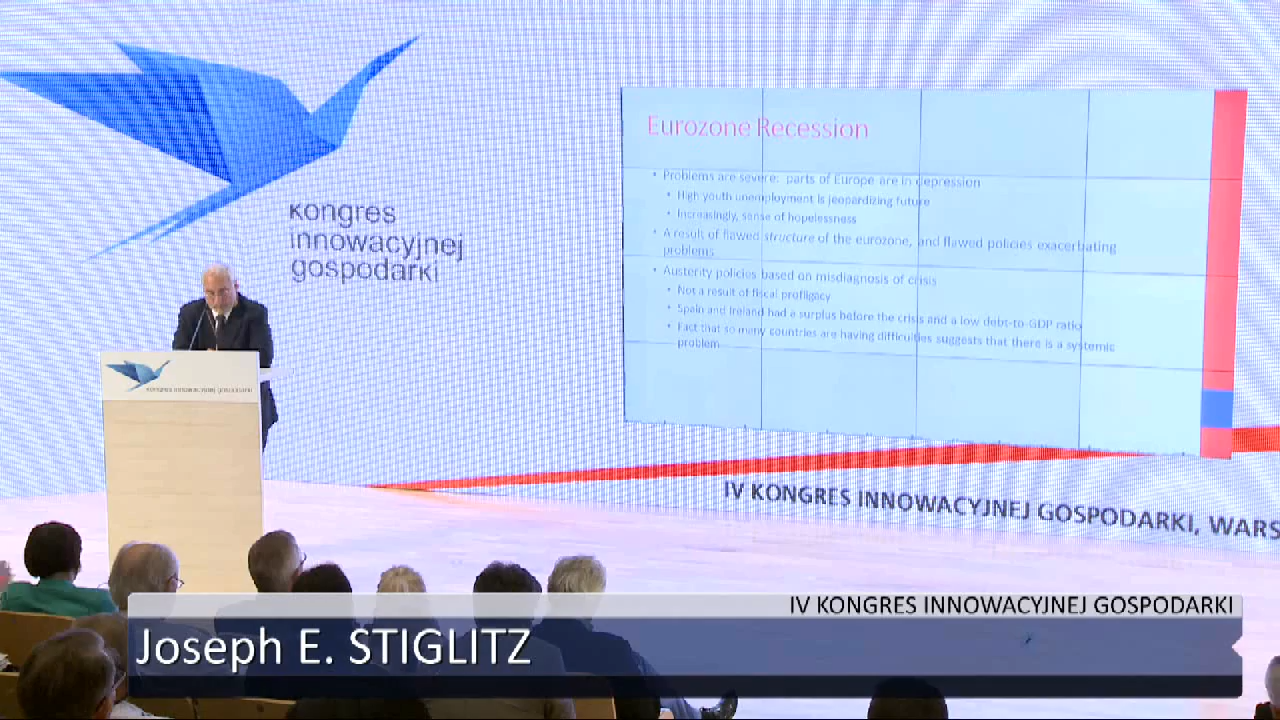 kongres
innowacyjnej
gospodarki
Eurozone Recession
• Problems are severe: parts of Europe are in depression
• High youth unemployment is jeopardizing future
• Increasingly, sense of hopelessness
• A result of flawed structure of the eurozone, and flawed policies exacerbating
problems
• Austerity policies based on misdiagnosis of crisis
• Not a result of fiscal profligacy
• Spain and Ireland had a surplus before the crisis and a low debt-to-GDP ratio
• Fact that so many countries are having difficulties suggests that there is a systemic
problem
KONGRES INNOWACYJNEJ GOSPODARKI
IV KONGRES INNOWACYJNEJ GOSPODARKI, WARS
IV KONGRES INNOWACYJNEJ GOSPODARKI
Joseph E. STIGLITZ